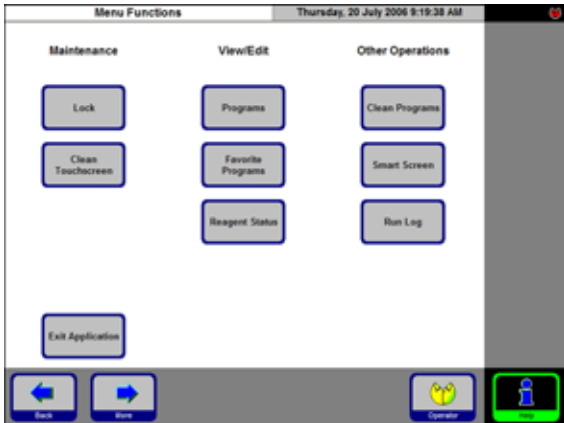 Menu Functions
Thursday, 20 July 2006 9:19:38 AM
Maintenance
View/Edit
Other Operations
Lock
Programs
Clean Programs
Clean
Touchscreen
Favorite
Programs
Smart Screen
Reagent Status
Run Log
Exit Application
Back
More
Operator
Help